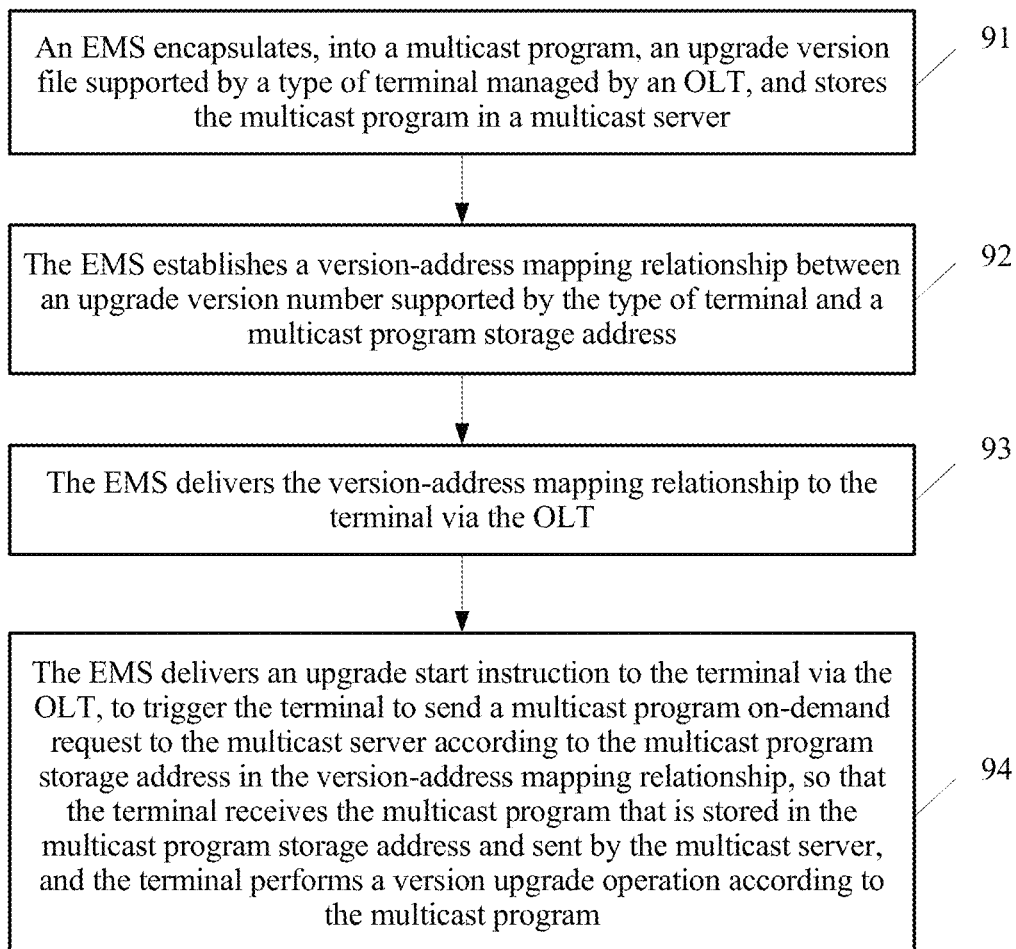 An EMS encapsulates, into a multicast program, an upgrade version
file supported by a type of terminal managed by an OLT, and stores
the multicast program in a multicast server
91
The EMS establishes a version-address mapping relationship between
an upgrade version number supported by the type of terminal and a
multicast program storage address
92
The EMS delivers the version-address mapping relationship to the
terminal via the OLT
93
The EMS delivers an upgrade start instruction to the terminal via the
OLT, to trigger the terminal to send a multicast program on-demand
request to the multicast server according to the multicast program
storage address in the version-address mapping relationship, so that
the terminal receives the multicast program that is stored in the
multicast program storage address and sent by the multicast server,
and the terminal performs a version upgrade operation according to
the multicast program
94